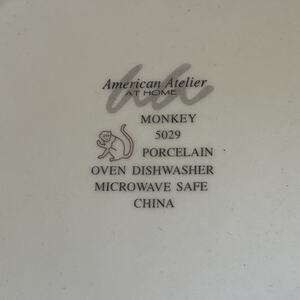 American Atelier
AT HOME
MONKEY
5029
PORCELAIN
OVEN DISHWASHER
MICROWAVE SAFE
CHINA